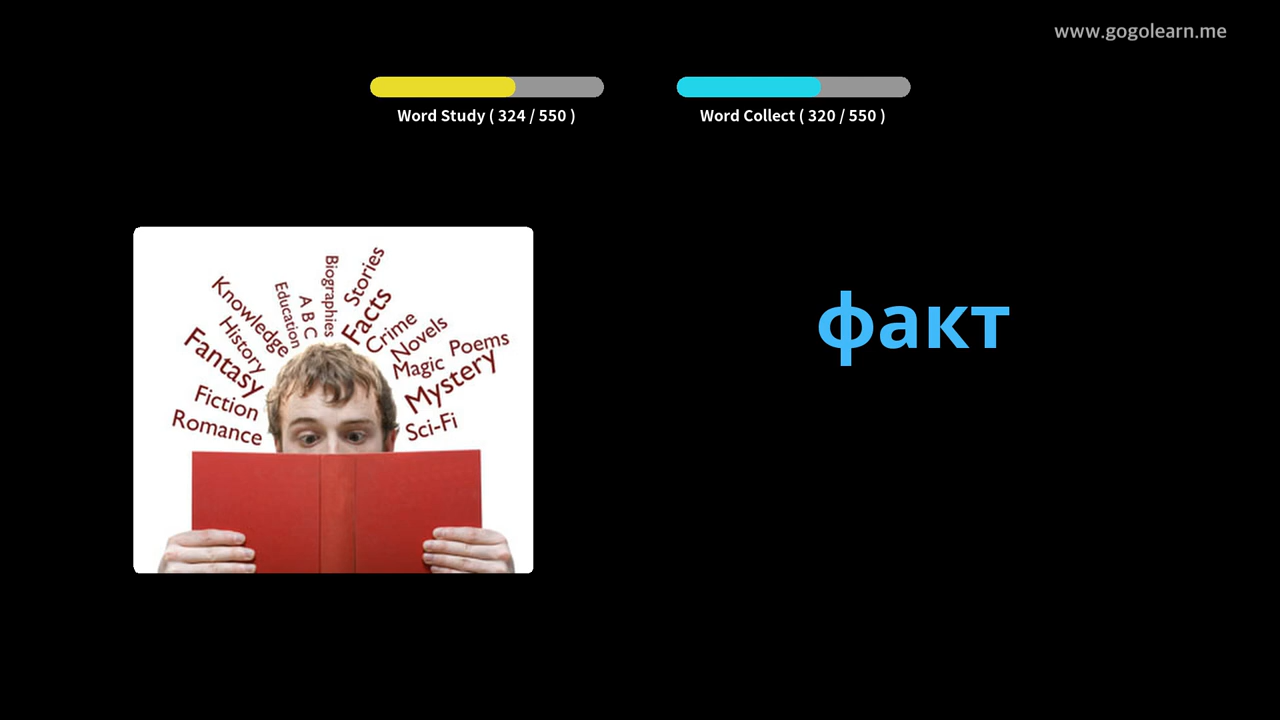 www.gogolearn.me
Word Study ( 324 / 550 )
Word Collect ( 320 / 550 )
Biographies
Stories
Education
A B C
Facts
Knowledge
History
Crime
Novels
Poems
Fantasy
Magic
Mystery
Fiction
Romance
Sci-Fi
факт